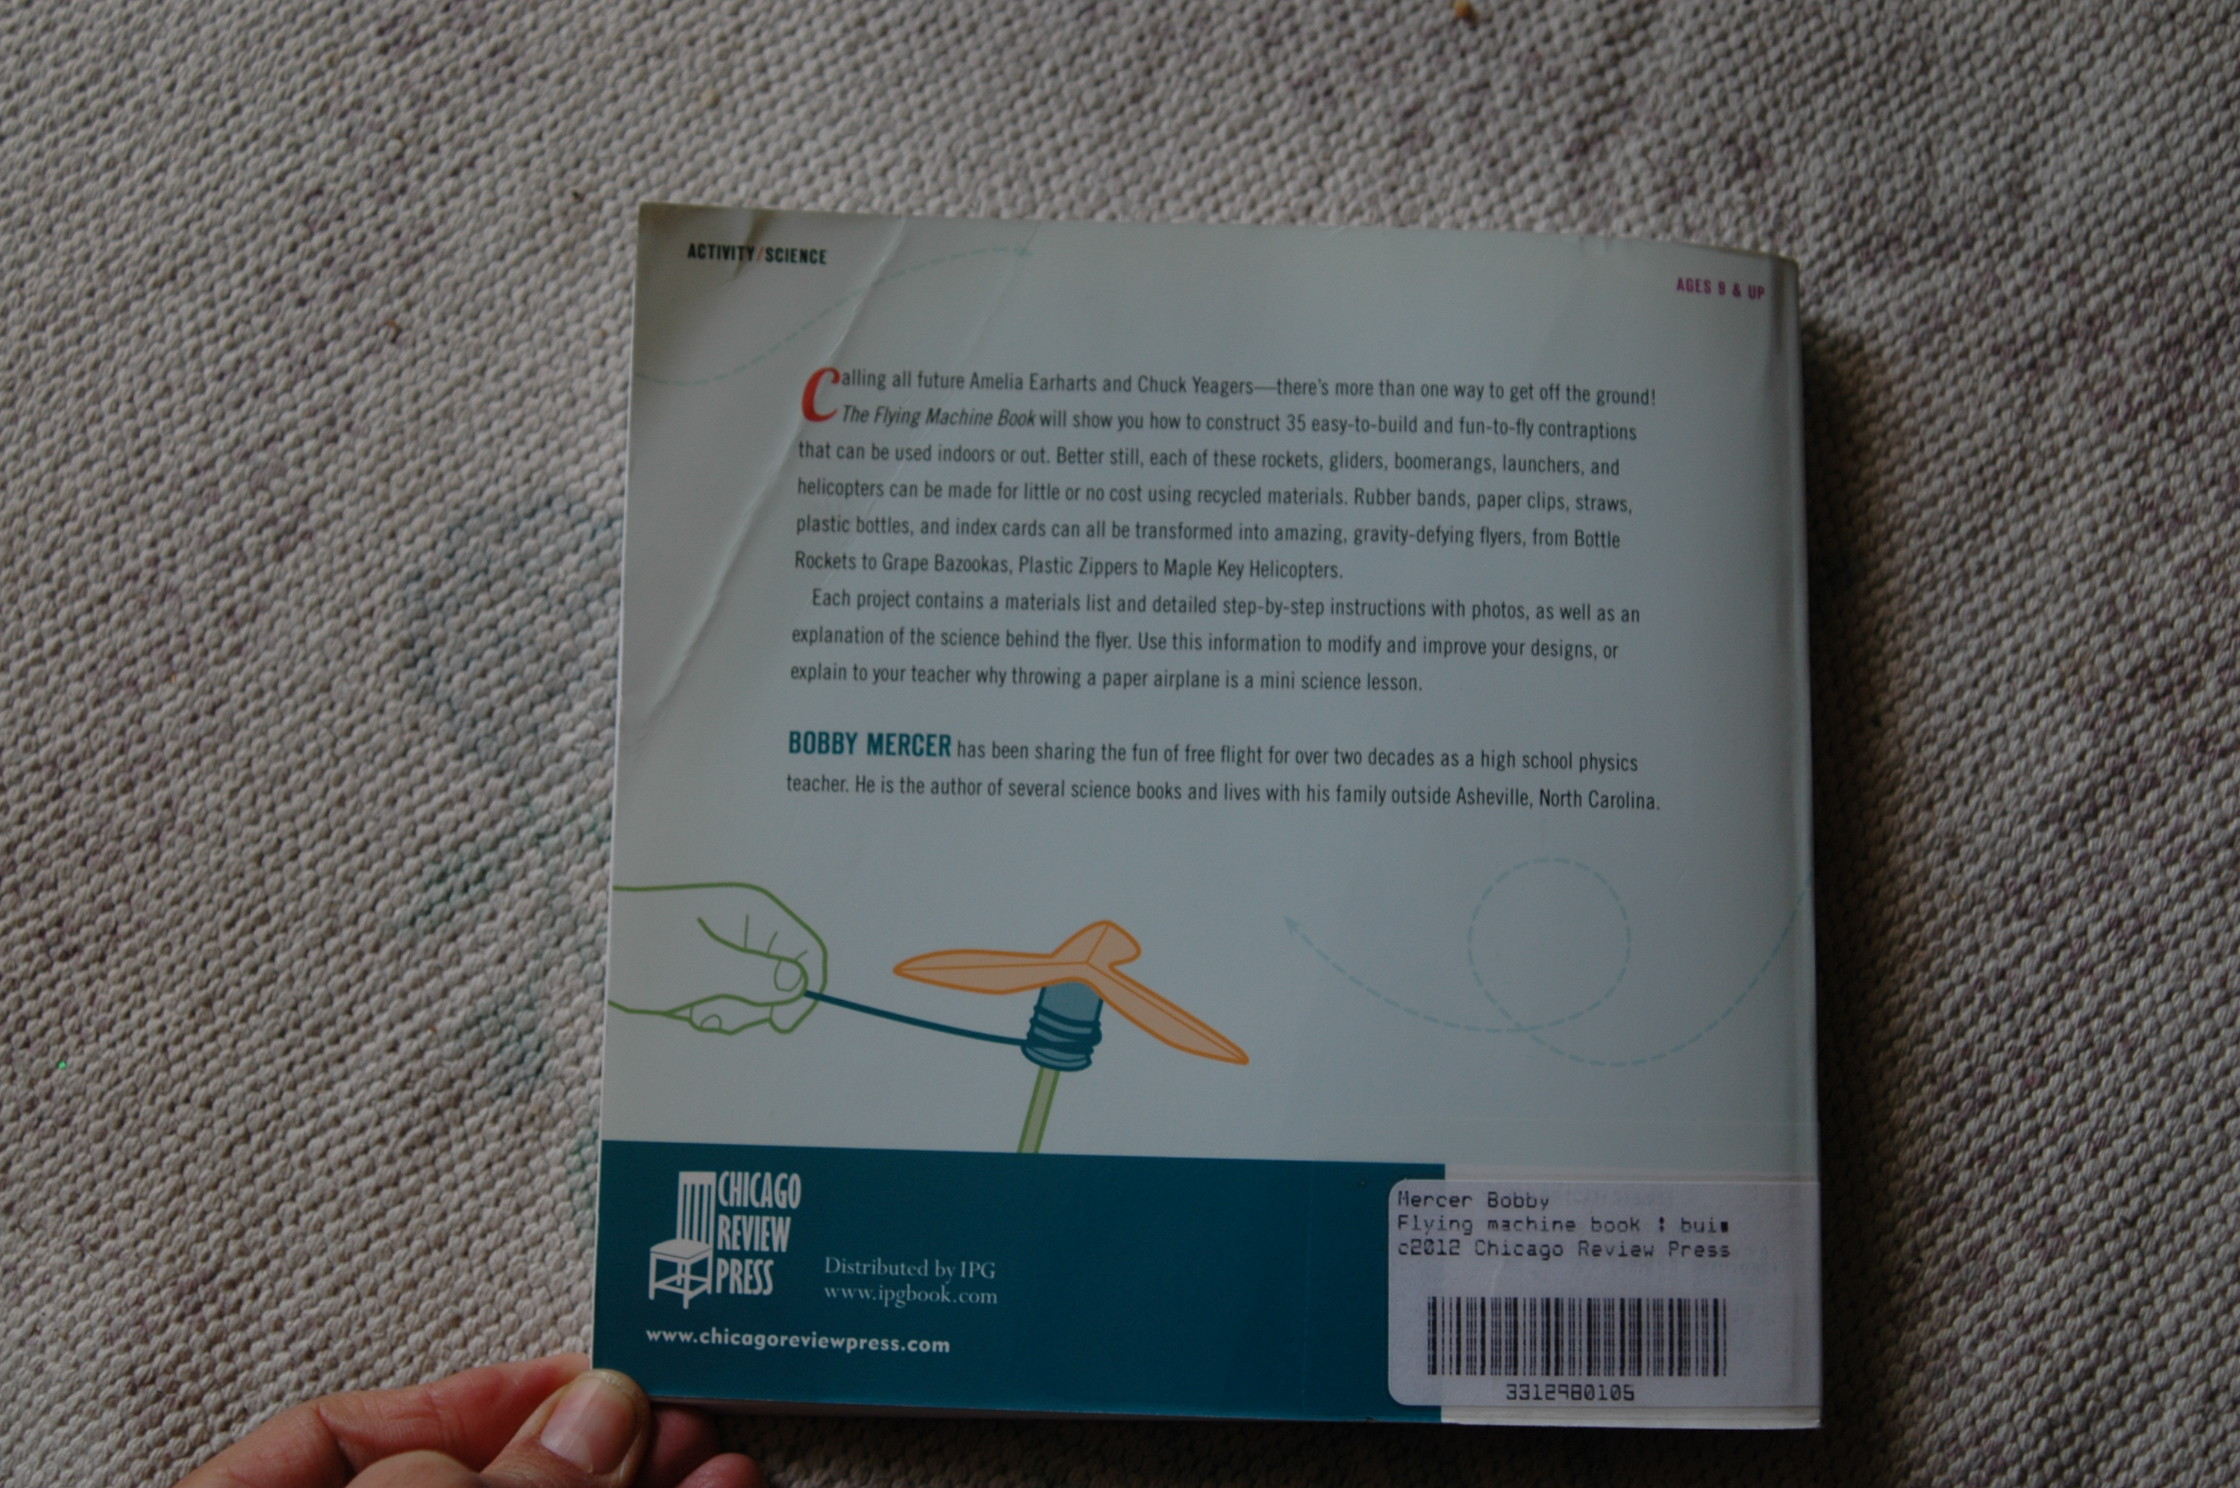 ACTIVITY/SCIENCE
AGES 9 & UP
Calling all future Amelia Earharts and Chuck Yeagers—there's more than one way to get off the ground!
The Flying Machine Book will show you how to construct 35 easy-to-build and fun-to-fly contraptions
that can be used indoors or out. Better still, each of these rockets, gliders, boomerangs, launchers, and
helicopters can be made for little or no cost using recycled materials. Rubber bands, paper clips, straws,
plastic bottles, and index cards can all be transformed into amazing, gravity-defying flyers, from Bottle
Rockets to Grape Bazookas, Plastic Zippers to Maple Key Helicopters.
Each project contains a materials list and detailed step-by-step instructions with photos, as well as an
explanation of the science behind the flyer. Use this information to modify and improve your designs, or
explain to your teacher why throwing a paper airplane is a mini science lesson.
BOBBY MERCER has been sharing the fun of free flight for over two decades as a high school physics
teacher. He is the author of several science books and lives with his family outside Asheville, North Carolina.
CHICAGO
REVIEW
PRESS
Distributed by IPG
www.ipgbook.com
www.chicagoreviewpress.com
Mercer Bobby
Flying machine book : bui
c2012 Chicago Review Press
3312980105